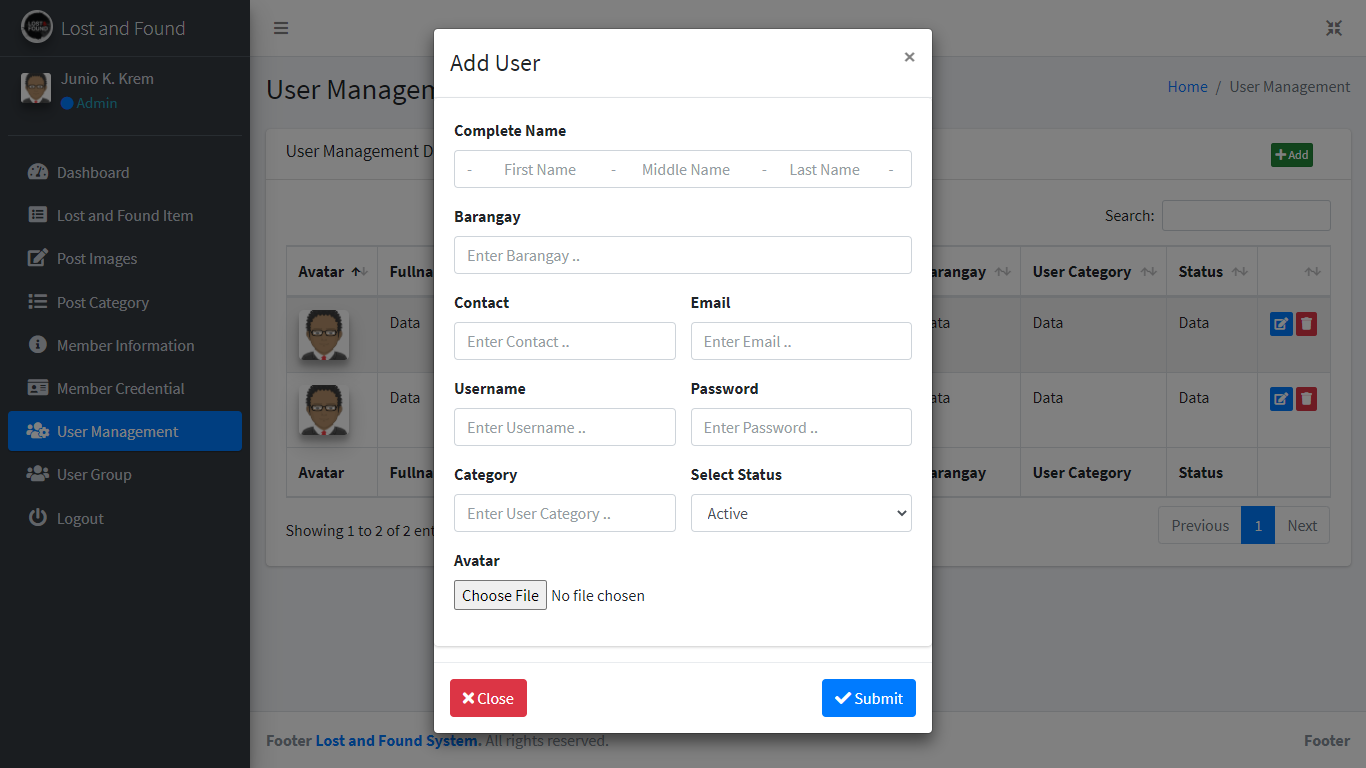 Lost and Found
Junio K. Krem
Admin
Dashboard
Lost and Found Item
Post Images
Post Category
Member Information
Member Credential
User Management
User Group
Logout
User Managem
Home / User Management
User Management D
Add
Search:
Avatar Fullna arangay User Category Status
Data ata Data Data
Data ata Data Data
Avatar Fullna arangay User Category Status
Showing 1 to 2 of 2 ent
Previous 1 Next
Add User
×
Complete Name
- First Name - Middle Name - Last Name -
Barangay
Enter Barangay ..
Contact Email
Enter Contact .. Enter Email ..
Username Password
Enter Username .. Enter Password ..
Category Select Status
Enter User Category .. Active
Avatar
Choose File No file chosen
Close Submit
Footer Lost and Found System. All rights reserved.
Footer